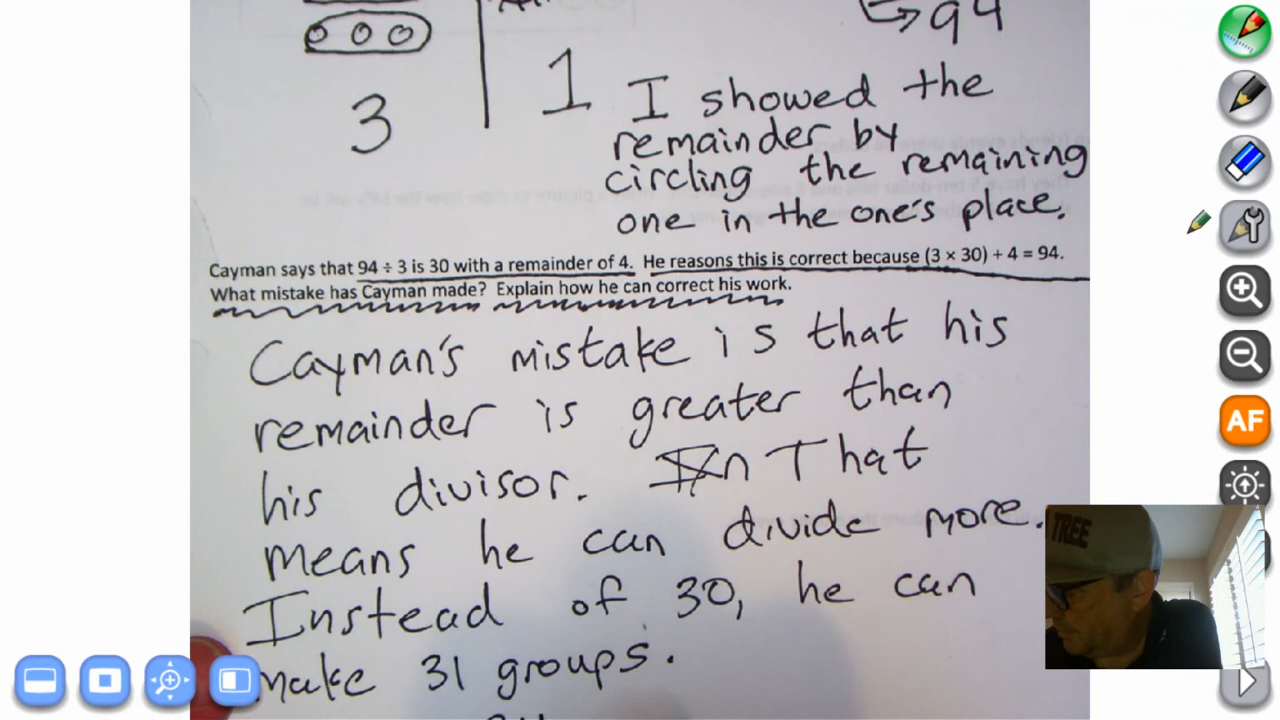 ↳94
3
1
I showed the
remainder by
circling the remaining
one in the one's place.
Cayman says that 94 ÷ 3 is 30 with a remainder of 4. He reasons this is correct because (3 × 30) + 4 = 94.
What mistake has Cayman made? Explain how he can correct his work.
Cayman's mistake is that his
remainder is greater than
his divisor. That
means he can divide more.
Instead of 30, he can
make 31 groups.
AF
TREE